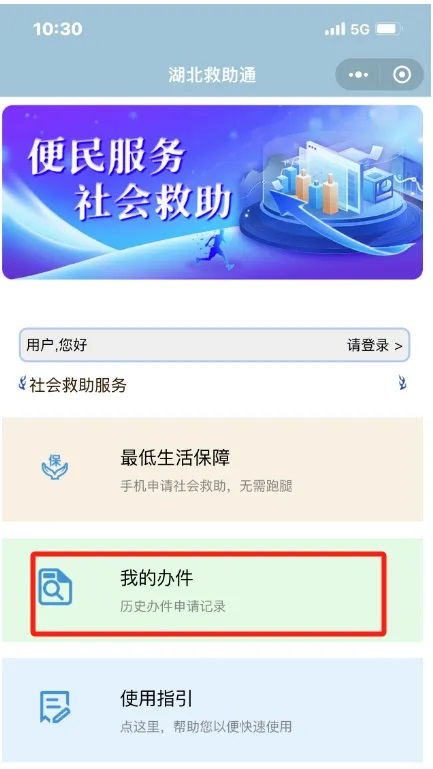 10:30
5G
湖北救助通
便民服务
社会救助
用户,您好
请登录 >
社会救助服务
保
最低生活保障
手机申请社会救助，无需跑腿
我的办件
历史办件申请记录
使用指引
点这里，帮助您以便快速使用